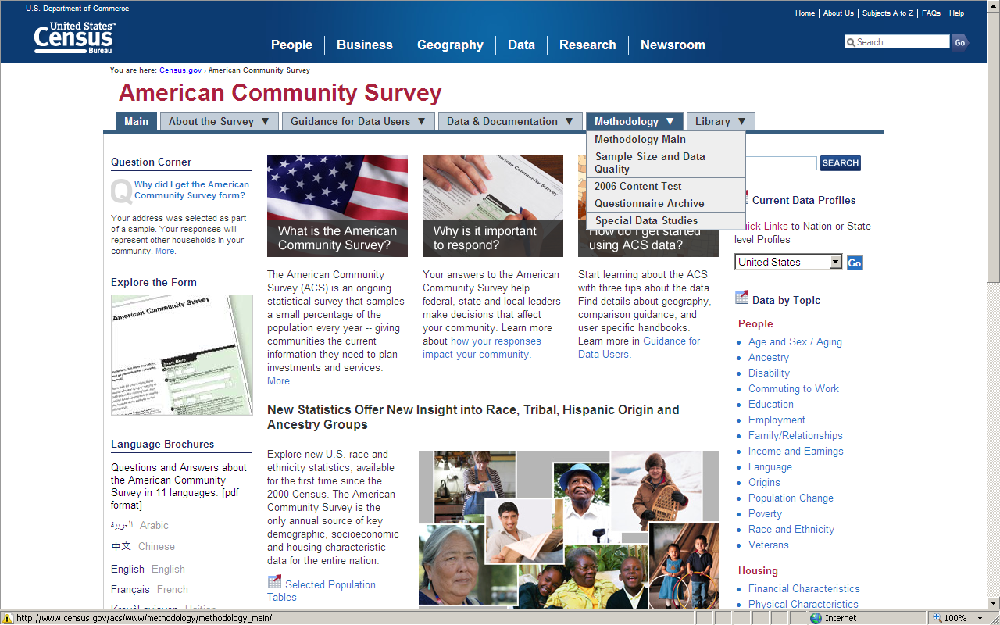 U.S. Department of Commerce
Home About Us Subjects A to Z FAQs Help
United States™
Census
Bureau
People Business Geography Data Research Newsroom
Search Go
You are here: Census.gov › American Community Survey
American Community Survey
Main About the Survey ▼ Guidance for Data Users ▼ Data & Documentation ▼ Methodology ▼ Library ▼
Methodology Main
Sample Size and Data
Quality
2006 Content Test
Questionnaire Archive
Special Data Studies
Question Corner
Q
Why did I get the American
Community Survey form?
Your address was selected as part
of a sample. Your responses will
represent other households in your
community. More.
Explore the Form
American Community Survey
Start Here
Language Brochures
Questions and Answers about
the American Community
Survey in 11 languages. [pdf
format]
العربية Arabic
中文 Chinese
English English
Français French
Kreyòl ayisyen Haitian
What is the American
Community Survey?
The American Community
Survey (ACS) is an ongoing
statistical survey that samples
a small percentage of the
population every year -- giving
communities the current
information they need to plan
investments and services.
More.
American Community Survey
Why is it important
to respond?
Your answers to the American
Community Survey help
federal, state and local leaders
make decisions that affect
your community. Learn more
about how your responses
impact your community.
How do I get started
using ACS data?
Start learning about the ACS
with three tips about the data.
Find details about geography,
comparison guidance, and
user specific handbooks.
Learn more in Guidance for
Data Users.
New Statistics Offer New Insight into Race, Tribal, Hispanic Origin and
Ancestry Groups
Explore new U.S. race and
ethnicity statistics, available
for the first time since the
2000 Census. The American
Community Survey is the
only annual source of key
demographic, socioeconomic
and housing characteristic
data for the entire nation.
Selected Population
Tables
SEARCH
Current Data Profiles
Quick Links to Nation or State
level Profiles
United States Go
Data by Topic
People
• Age and Sex / Aging
• Ancestry
• Disability
• Commuting to Work
• Education
• Employment
• Family/Relationships
• Income and Earnings
• Language
• Origins
• Population Change
• Poverty
• Race and Ethnicity
• Veterans
Housing
• Financial Characteristics
• Physical Characteristics
http://www.census.gov/acs/www/methodology/methodology_main/ Internet 100%